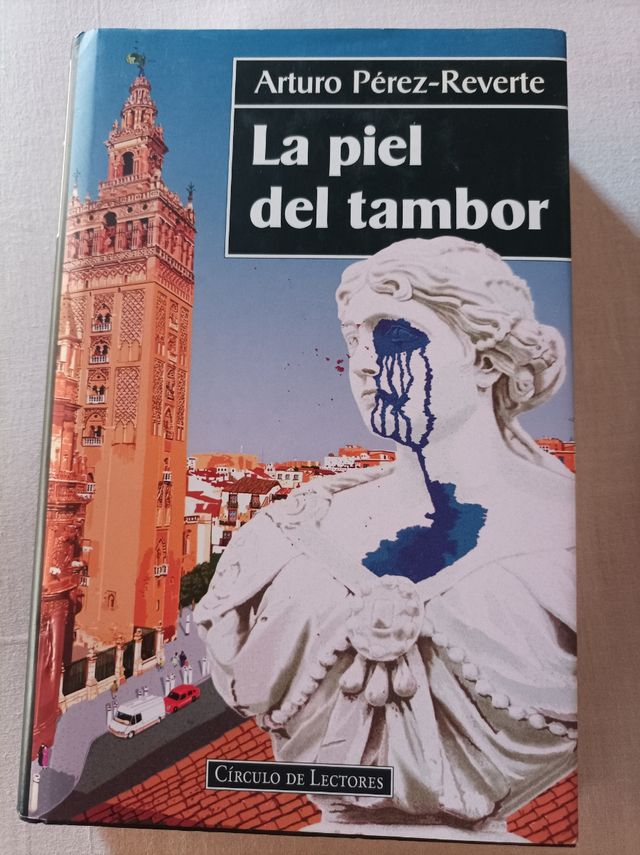 Arturo Pérez-Reverte
La piel
del tambor
CÍRCULO DE LECTORES